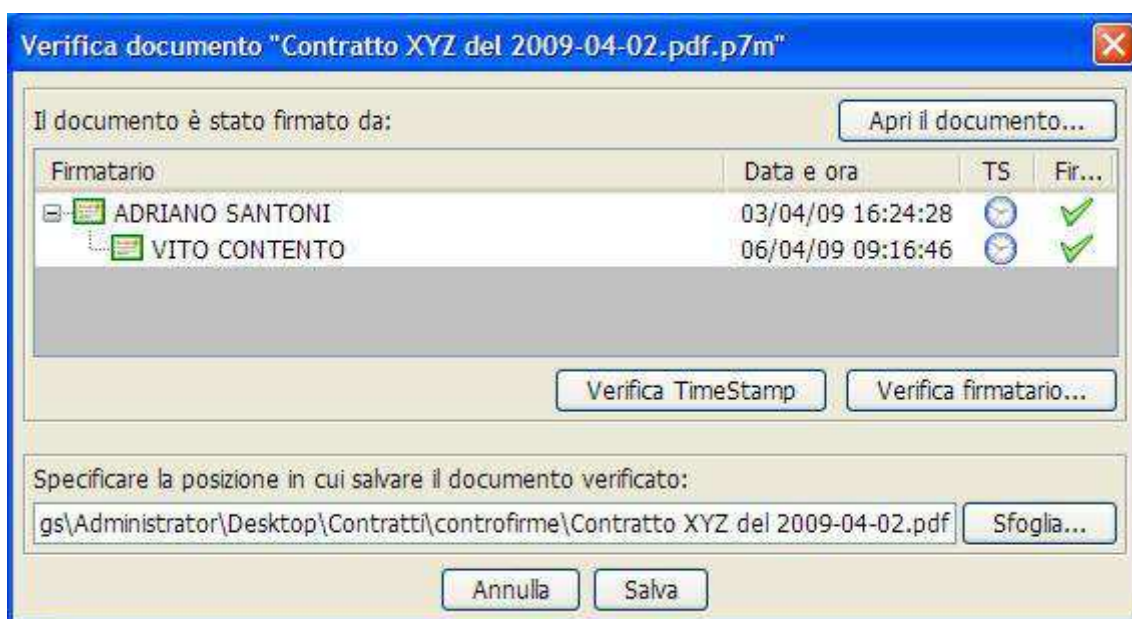 Verifica documento "Contratto XYZ del 2009-04-02.pdf.p7m"
Il documento è stato firmato da:
Apri il documento...
Firmatario Data e ora TS Fir...
ADRIANO SANTONI 03/04/09 16:24:28
VITO CONTENTO 06/04/09 09:16:46
Verifica TimeStamp Verifica firmatario...
Specificare la posizione in cui salvare il documento verificato:
gs\Administrator\Desktop\Contratti\controfirme\Contratto XYZ del 2009-04-02.pdf Sfoglia...
Annulla Salva